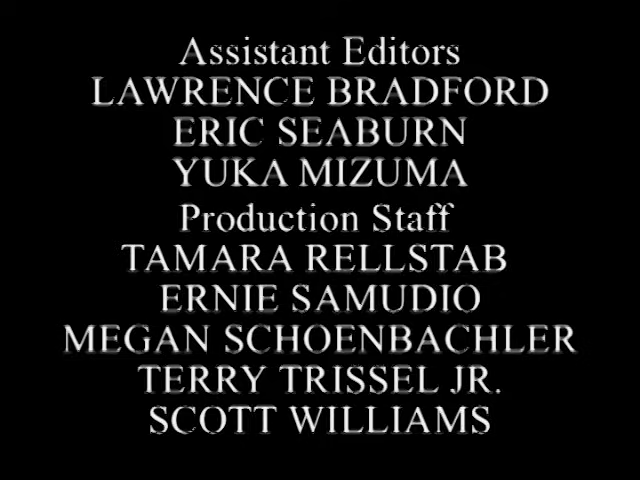 Assistant Editors
LAWRENCE BRADFORD
ERIC SEABURN
YUKA MIZUMA
Production Staff
TAMARA RELLSTAB
ERNIE SAMUDIO
MEGAN SCHOENBACHLER
TERRY TRISSEL JR.
SCOTT WILLIAMS